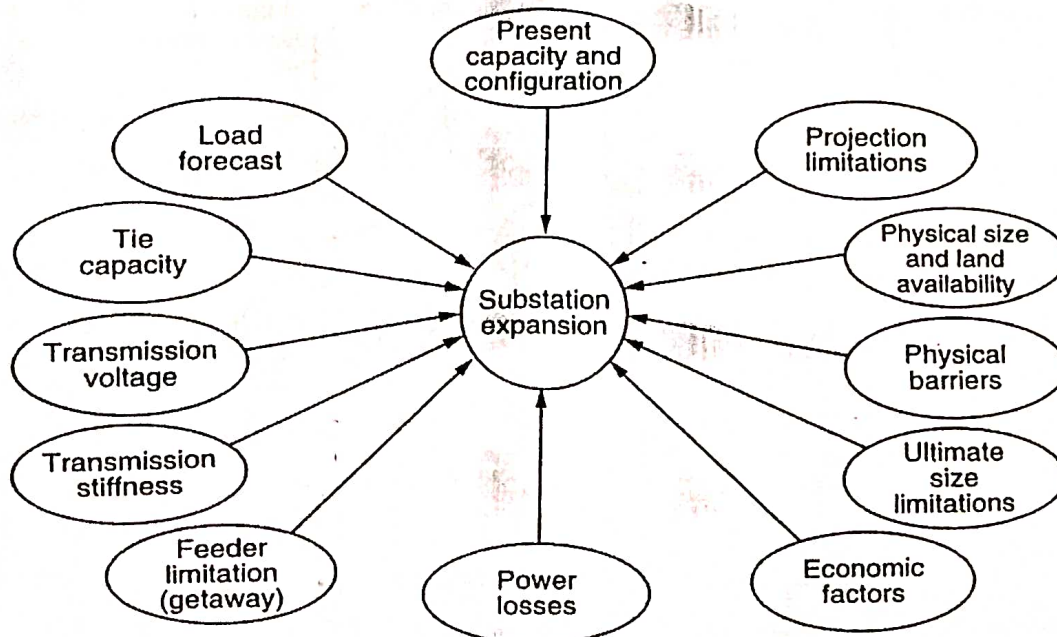 Present
capacity and
configuration
Load
forecast
Projection
limitations
Tie
capacity
Physical size
and land
availability
Substation
expansion
Transmission
voltage
Physical
barriers
Transmission
stiffness
Ultimate
size
limitations
Feeder
limitation
(getaway)
Power
losses
Economic
factors